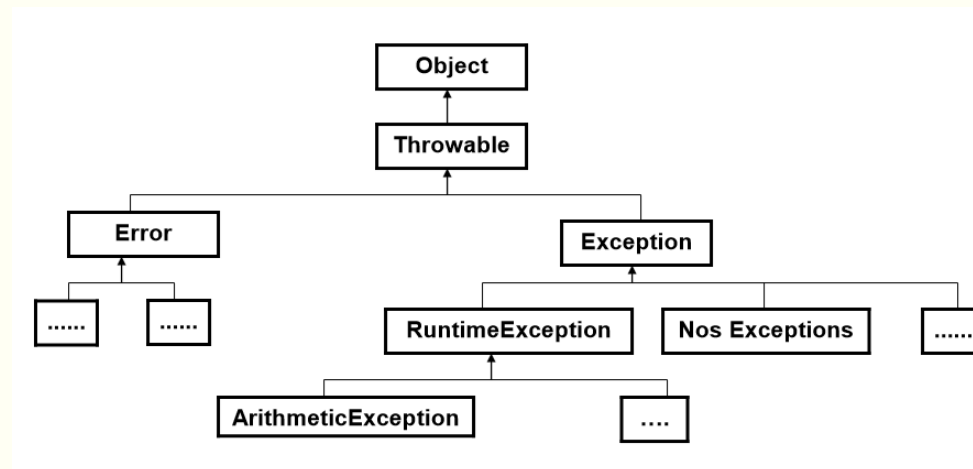 Object
Throwable
Error
Exception
......
......
RuntimeException
Nos Exceptions
......
ArithmeticException
....